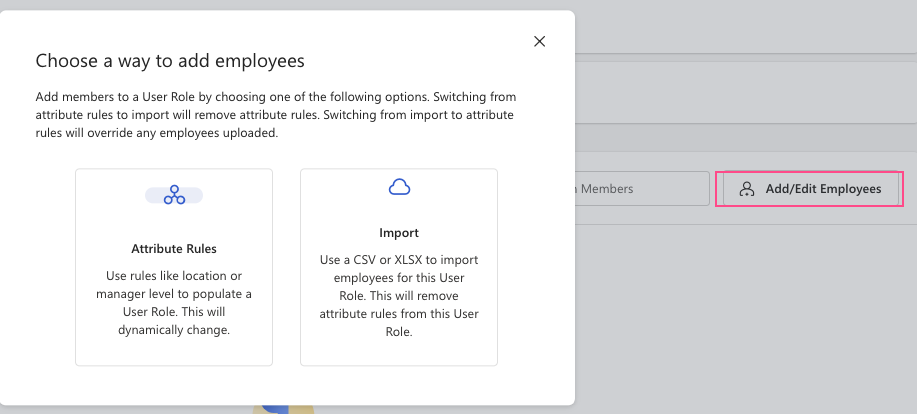 Choose a way to add employees
Add members to a User Role by choosing one of the following options. Switching from
attribute rules to import will remove attribute rules. Switching from import to attribute
rules will override any employees uploaded.
Attribute Rules
Use rules like location or
manager level to populate a
User Role. This will
dynamically change.
Import
Use a CSV or XLSX to import
employees for this User
Role. This will remove
attribute rules from this User
Role.
Members
Add/Edit Employees